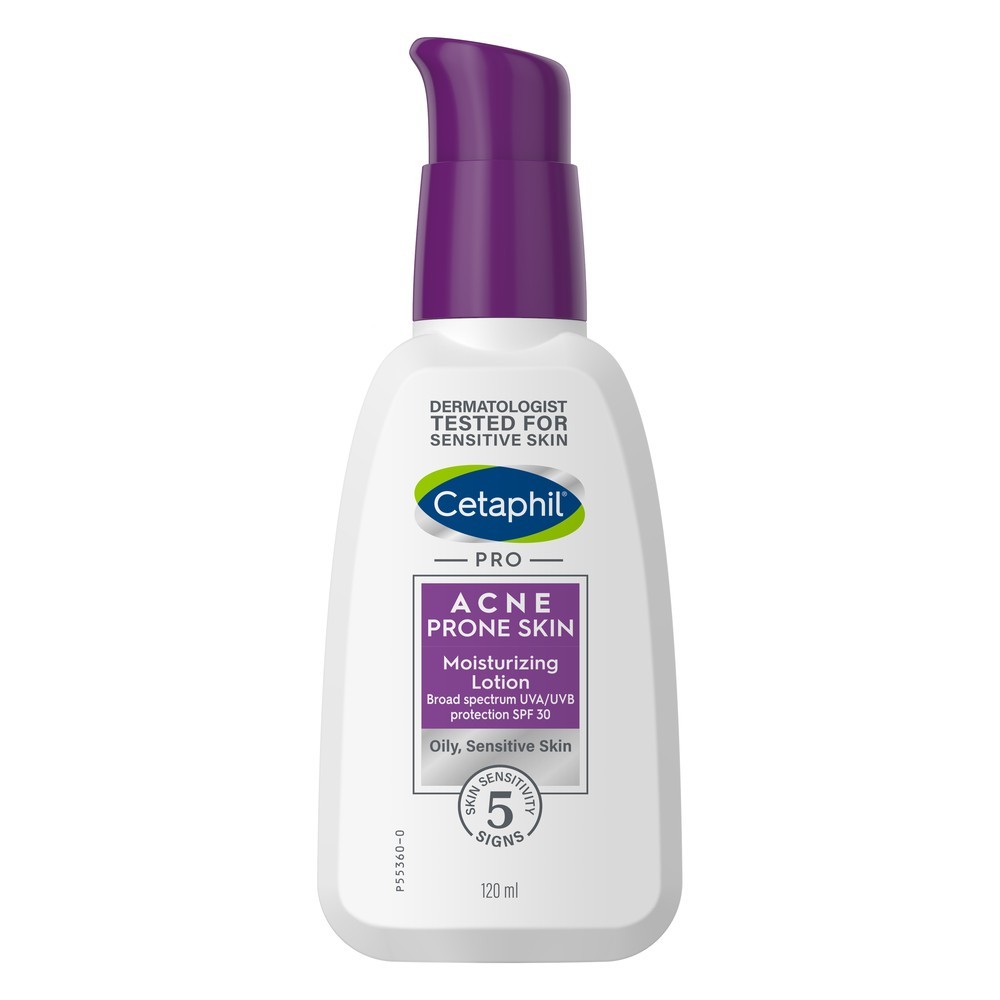 DERMATOLOGIST
TESTED FOR
SENSITIVE SKIN
Cetaphil®
PRO
ACNE
PRONE SKIN
Moisturizing
Lotion
Broad spectrum UVA/UVB
protection SPF 30
Oily, Sensitive Skin
SKIN SENSITIVITY
5
SIGNS
P55360-0
120 ml